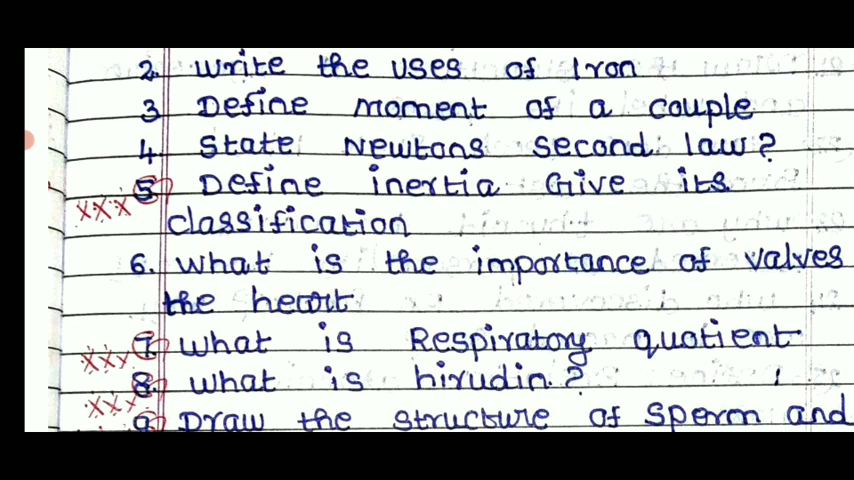 2. Write the uses of Iron
3 Define moment of a couple
4. State Newtons second law?
5. Define inertia Give its
xxx
classification
6. what is the importance of valves
the heart
xxx 7. what is Respiratory quotient
xxx 8. what is hirudin?
9 Draw the structure of sperm and